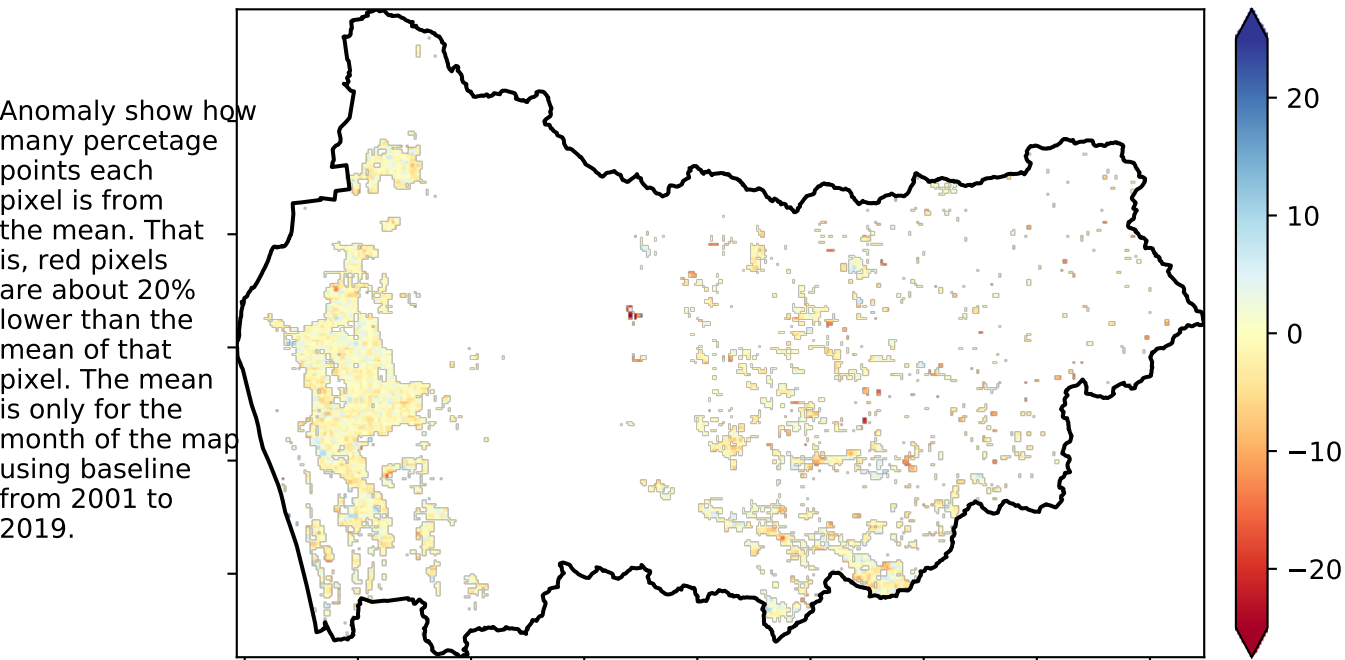 Anomaly show how
many percetage
points each
pixel is from
the mean. That
is, red pixels
are about 20%
lower than the
mean of that
pixel. The mean
is only for the
month of the map
using baseline
from 2001 to
2019.
20
10
0
−10
−20